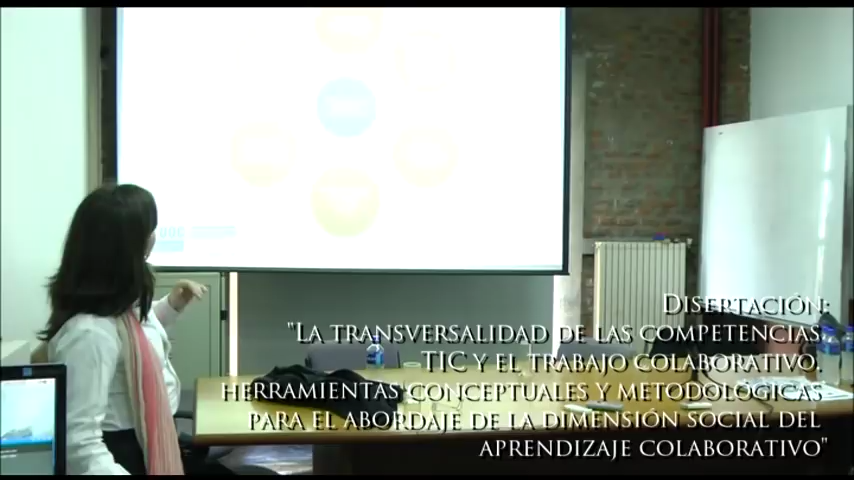 Disertación:
"La transversalidad de las competencias
TIC y el trabajo colaborativo.
herramientas conceptuales y metodológicas
para el abordaje de la dimensión social del
aprendizaje colaborativo"